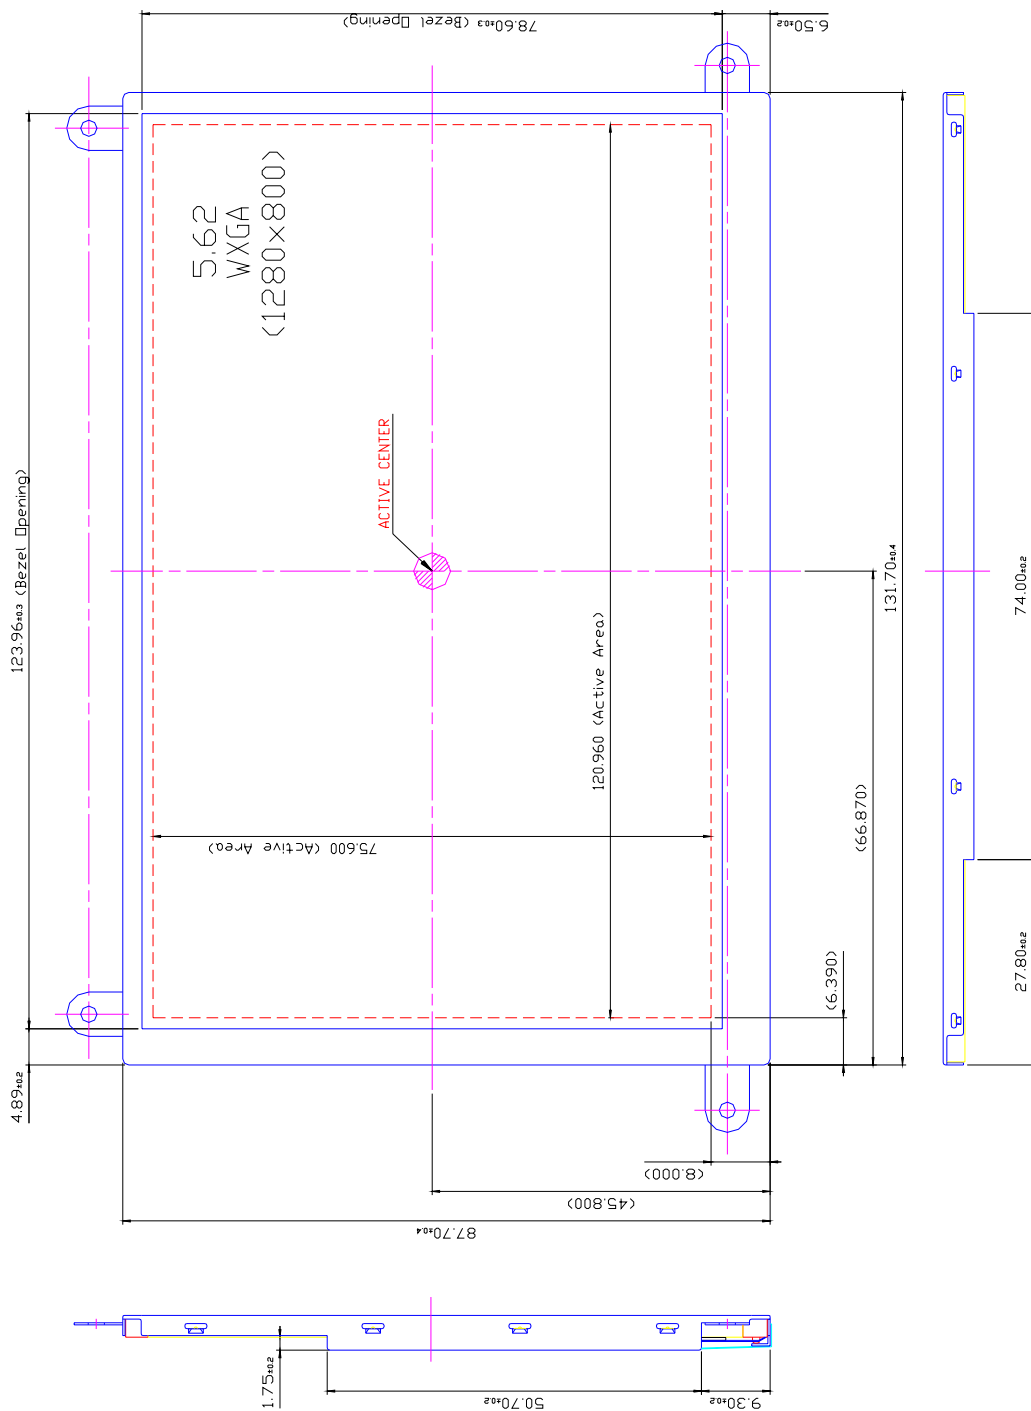 78.60±0.3 (Bezel Opening)
6.50±0.2
5.62
WXGA
(1280x800)
ACTIVE CENTER
123.96±0.3 (Bezel Opening)
120.960 (Active Area)
75.600 (Active Area)
131.70±0.4
74.00±0.2
(66.870)
(6.390)
27.80±0.2
4.89±0.2
(8.000)
(45.800)
87.70±0.4
1.75±0.2
50.70±0.2
9.30±0.2